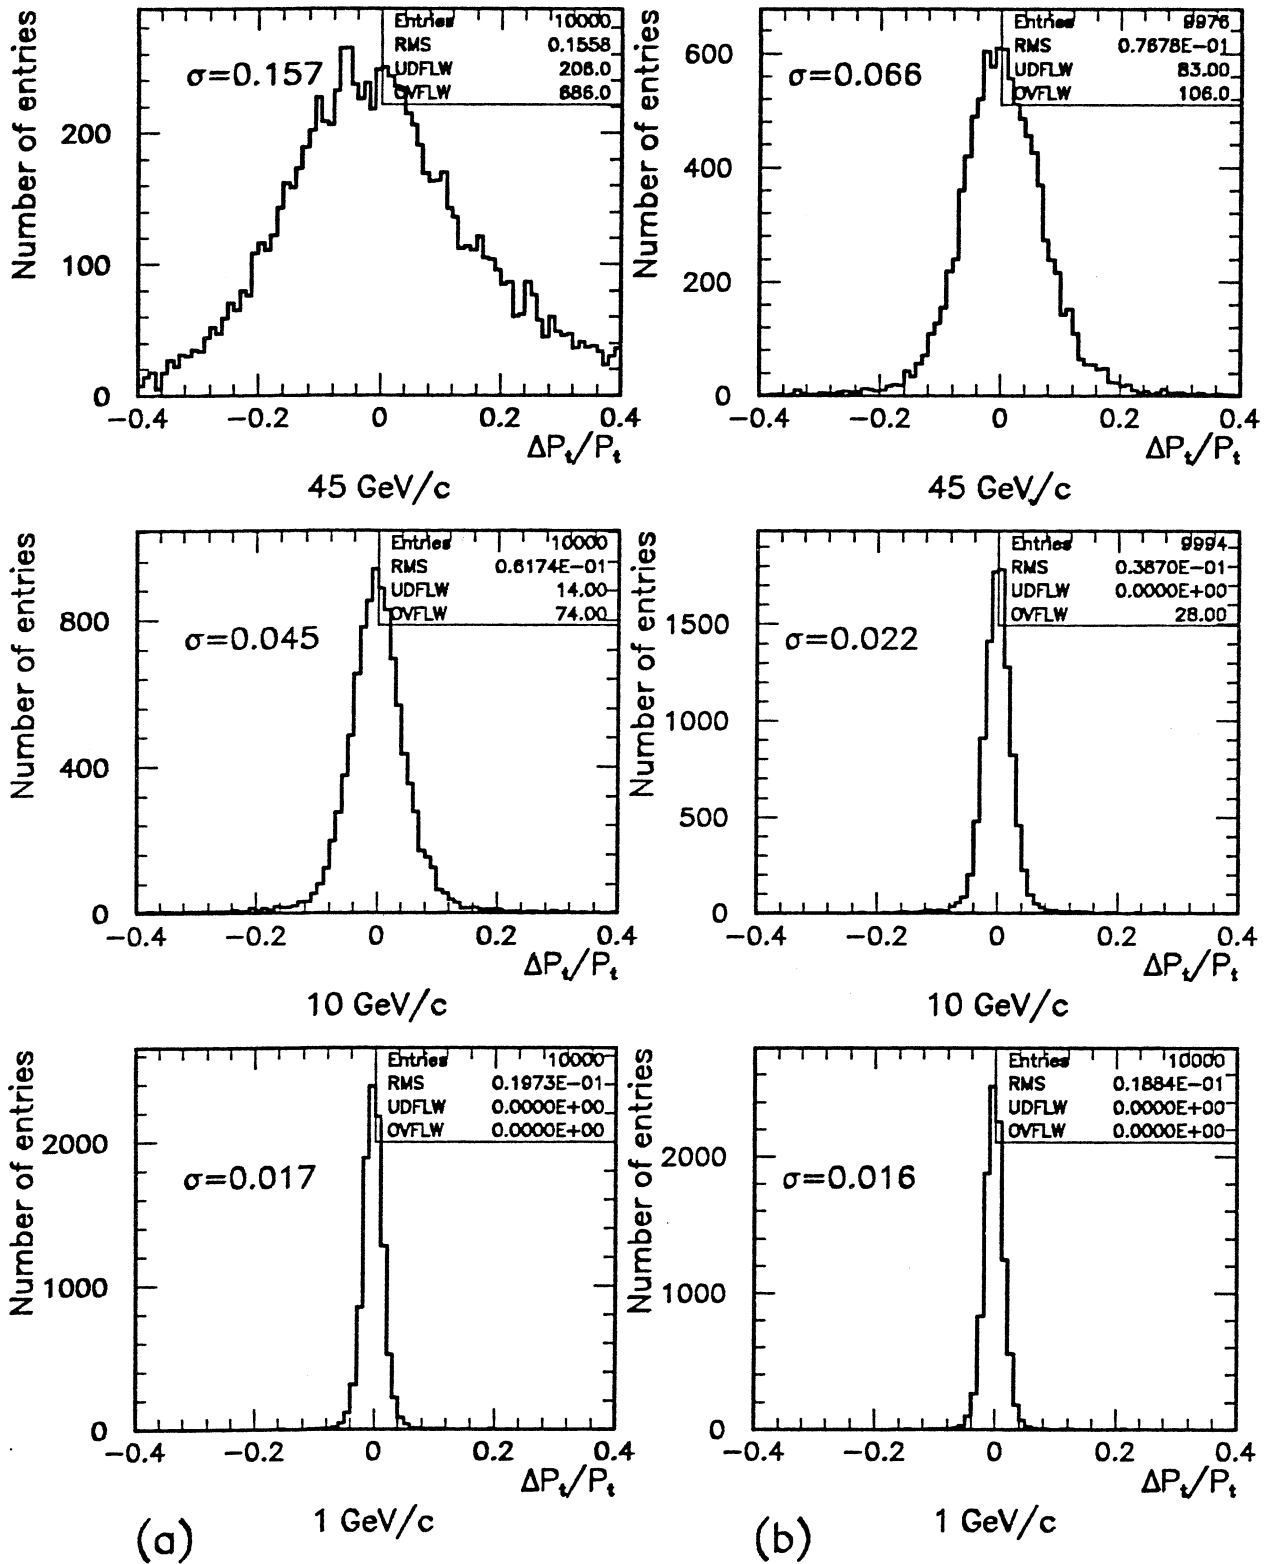 Number of entries
Entries 10000
RMS 0.1558
UDFLW 206.0
OVFLW 686.0
σ=0.157
200
100
0
−0.4 −0.2 0 0.2 0.4
ΔPt/Pt
45 GeV/c
Number of entries
Entries 9976
RMS 0.7678E−01
UDFLW 83.00
OVFLW 106.0
σ=0.066
600
400
200
0
−0.4 −0.2 0 0.2 0.4
ΔPt/Pt
45 GeV/c
Number of entries
Entries 10000
RMS 0.6174E−01
UDFLW 14.00
OVFLW 74.00
σ=0.045
800
400
0
−0.4 −0.2 0 0.2 0.4
ΔPt/Pt
10 GeV/c
Number of entries
Entries 9994
RMS 0.3870E−01
UDFLW 0.0000E+00
OVFLW 28.00
σ=0.022
1500
1000
500
0
−0.4 −0.2 0 0.2 0.4
ΔPt/Pt
10 GeV/c
Number of entries
Entries 10000
RMS 0.1973E−01
UDFLW 0.0000E+00
OVFLW 0.0000E+00
σ=0.017
2000
1000
0
−0.4 −0.2 0 0.2 0.4
ΔPt/Pt
1 GeV/c
(a)
Number of entries
Entries 10000
RMS 0.1884E−01
UDFLW 0.0000E+00
OVFLW 0.0000E+00
σ=0.016
2000
1000
0
−0.4 −0.2 0 0.2 0.4
ΔPt/Pt
1 GeV/c
(b)